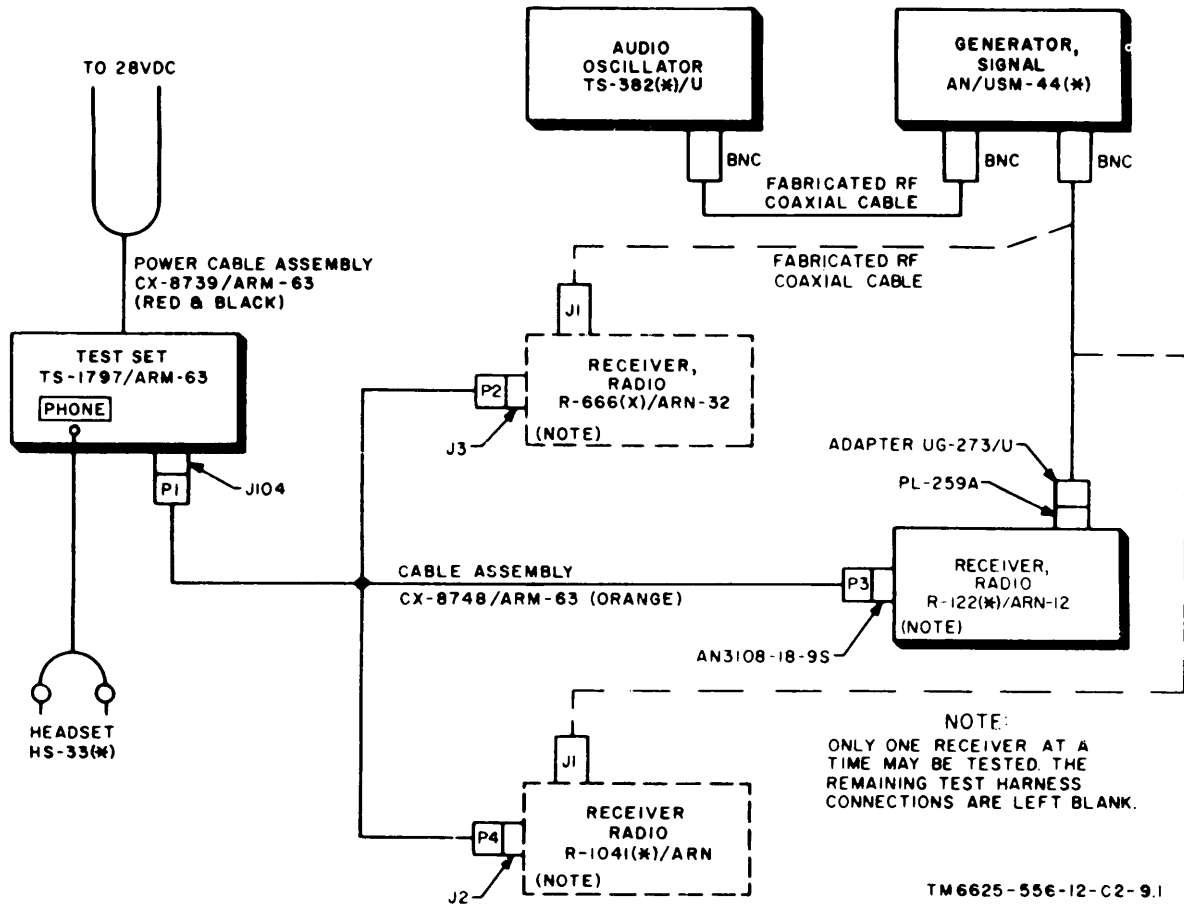 TO 28VDC
POWER CABLE ASSEMBLY
CX-8739/ARM-63
(RED & BLACK)
TEST SET
TS-1797/ARM-63
PHONE
P1
J104
HEADSET
HS-33(*)
AUDIO
OSCILLATOR
TS-382(*)/U
BNC
GENERATOR,
SIGNAL
AN/USM-44(*)
BNC
BNC
FABRICATED RF
COAXIAL CABLE
FABRICATED RF
COAXIAL CABLE
J1
P2
J3
RECEIVER,
RADIO
R-666(X)/ARN-32
(NOTE)
ADAPTER UG-273/U
PL-259A
CABLE ASSEMBLY
CX-8748/ARM-63 (ORANGE)
P3
AN3108-18-9S
RECEIVER,
RADIO
R-122(*)/ARN-12
(NOTE)
J1
P4
J2
RECEIVER
RADIO
R-1041(*)/ARN
(NOTE)
NOTE:
ONLY ONE RECEIVER AT A
TIME MAY BE TESTED. THE
REMAINING TEST HARNESS
CONNECTIONS ARE LEFT BLANK.
TM6625-556-12-C2-9.1